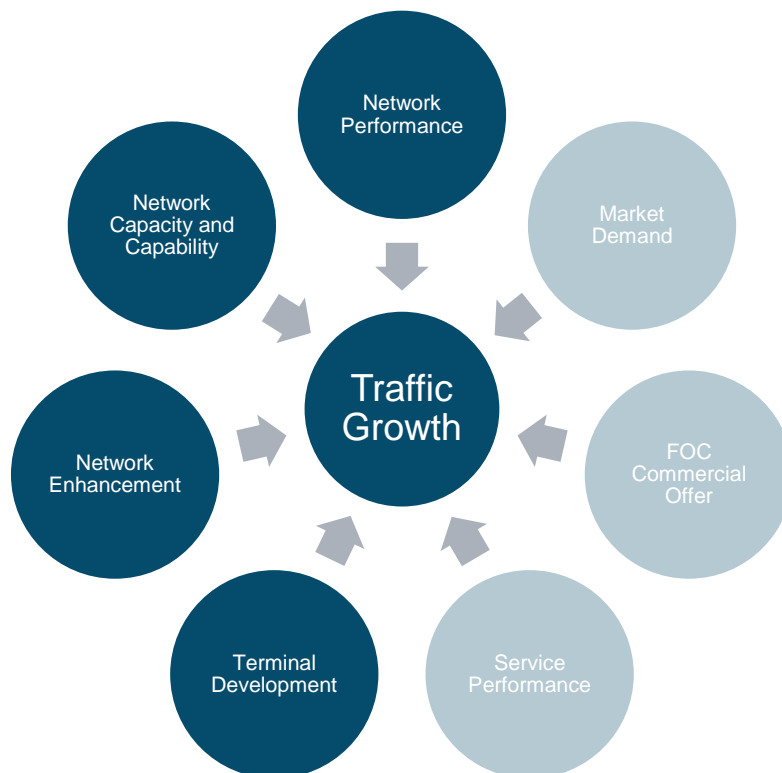 Network
Performance
Market
Demand
Network
Capacity and
Capability
Traffic
Growth
FOC
Commercial
Offer
Network
Enhancement
Service
Performance
Terminal
Development